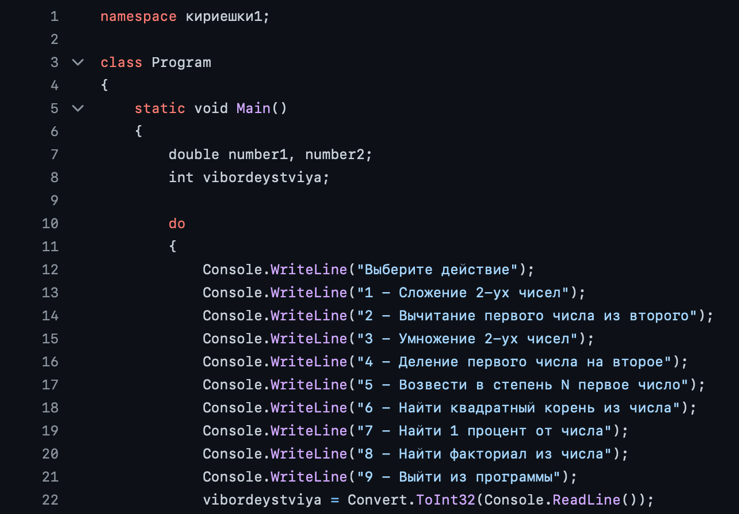 1 namespace кириешки1;
2
3 class Program
4 {
5 static void Main()
6 {
7 double number1, number2;
8 int vibordeystviya;
9
10 do
11 {
12 Console.WriteLine("Выберите действие");
13 Console.WriteLine("1 – Сложение 2–ух чисел");
14 Console.WriteLine("2 – Вычитание первого числа из второго");
15 Console.WriteLine("3 – Умножение 2–ух чисел");
16 Console.WriteLine("4 – Деление первого числа на второе");
17 Console.WriteLine("5 – Возвести в степень N первое число");
18 Console.WriteLine("6 – Найти квадратный корень из числа");
19 Console.WriteLine("7 – Найти 1 процент от числа");
20 Console.WriteLine("8 – Найти факториал из числа");
21 Console.WriteLine("9 – Выйти из программы");
22 vibordeystviya = Convert.ToInt32(Console.ReadLine());